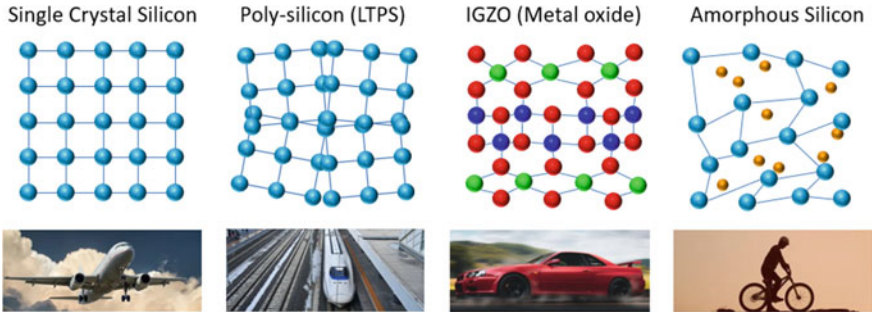 Single Crystal Silicon
Poly-silicon (LTPS)
IGZO (Metal oxide)
Amorphous Silicon